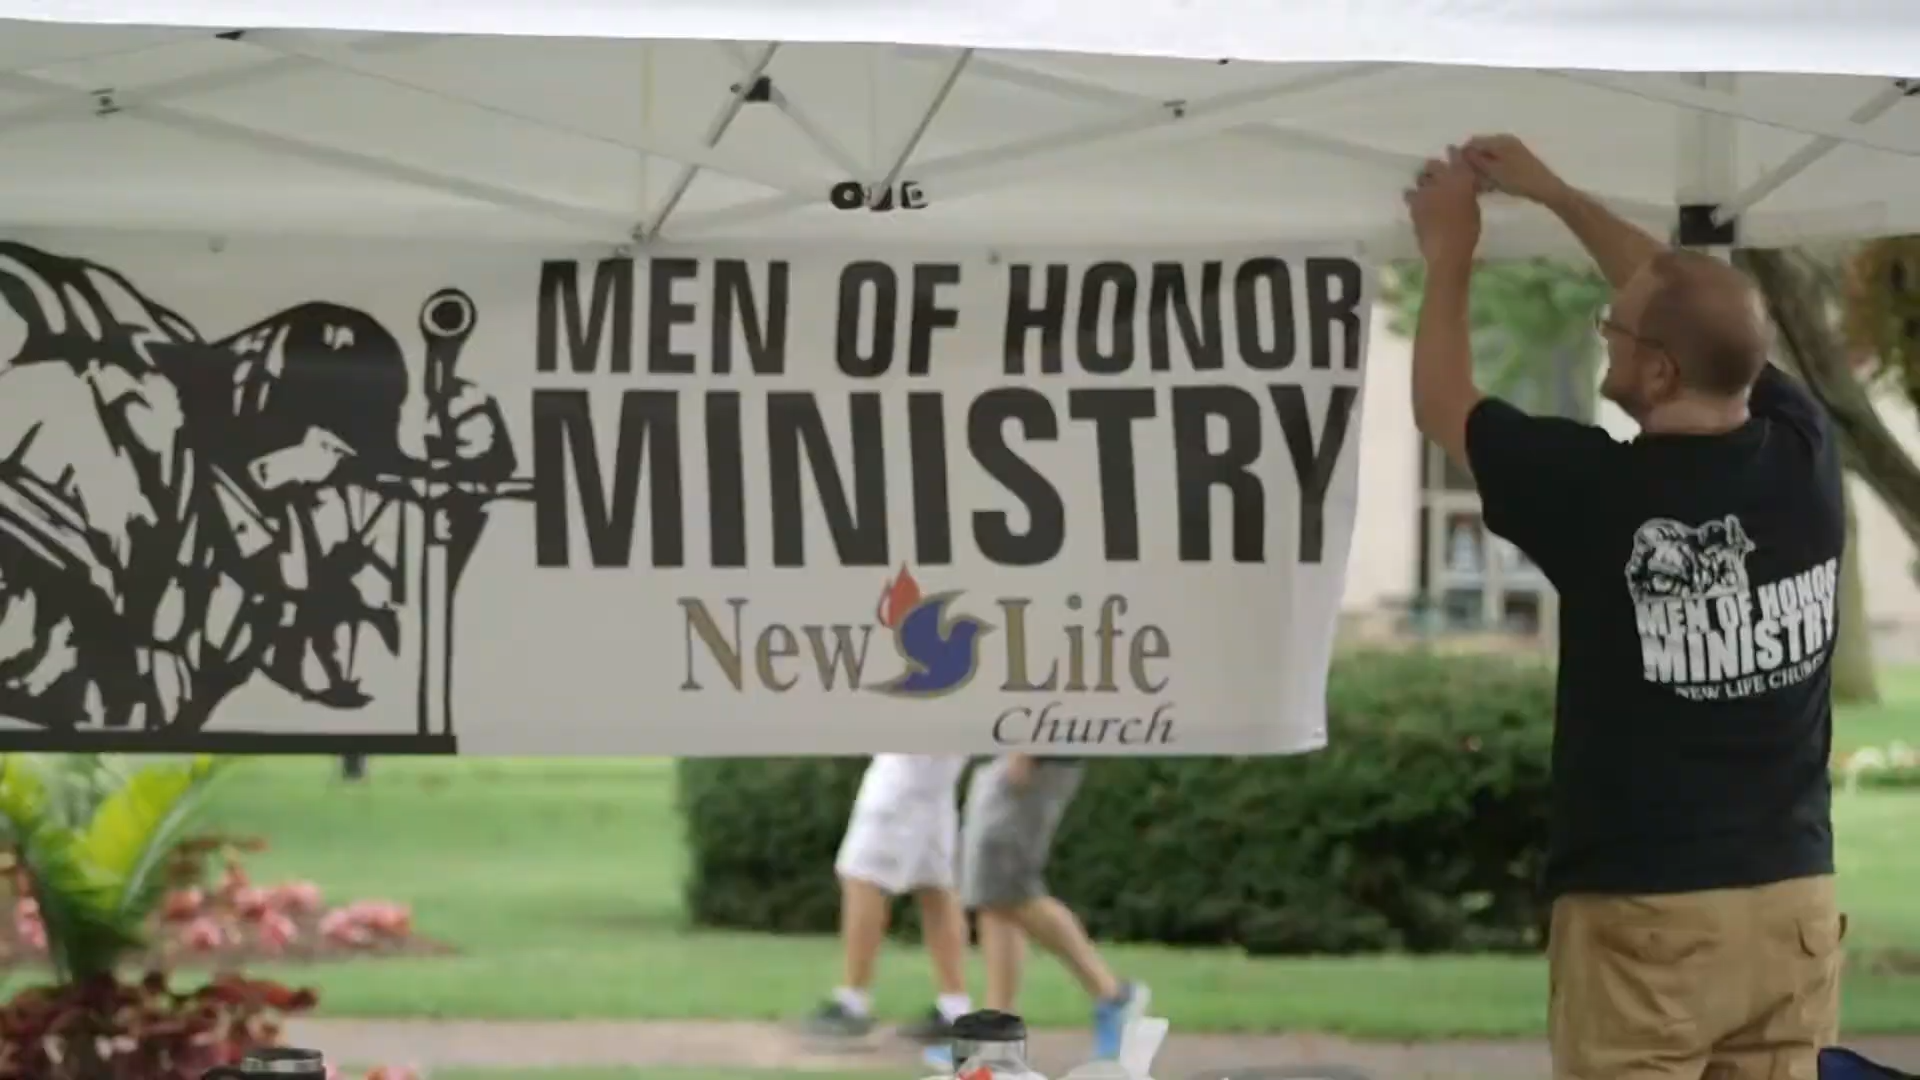 MEN OF HONOR
MINISTRY
New Life
Church
MEN OF HONOR
MINISTRY
NEW LIFE CHURCH